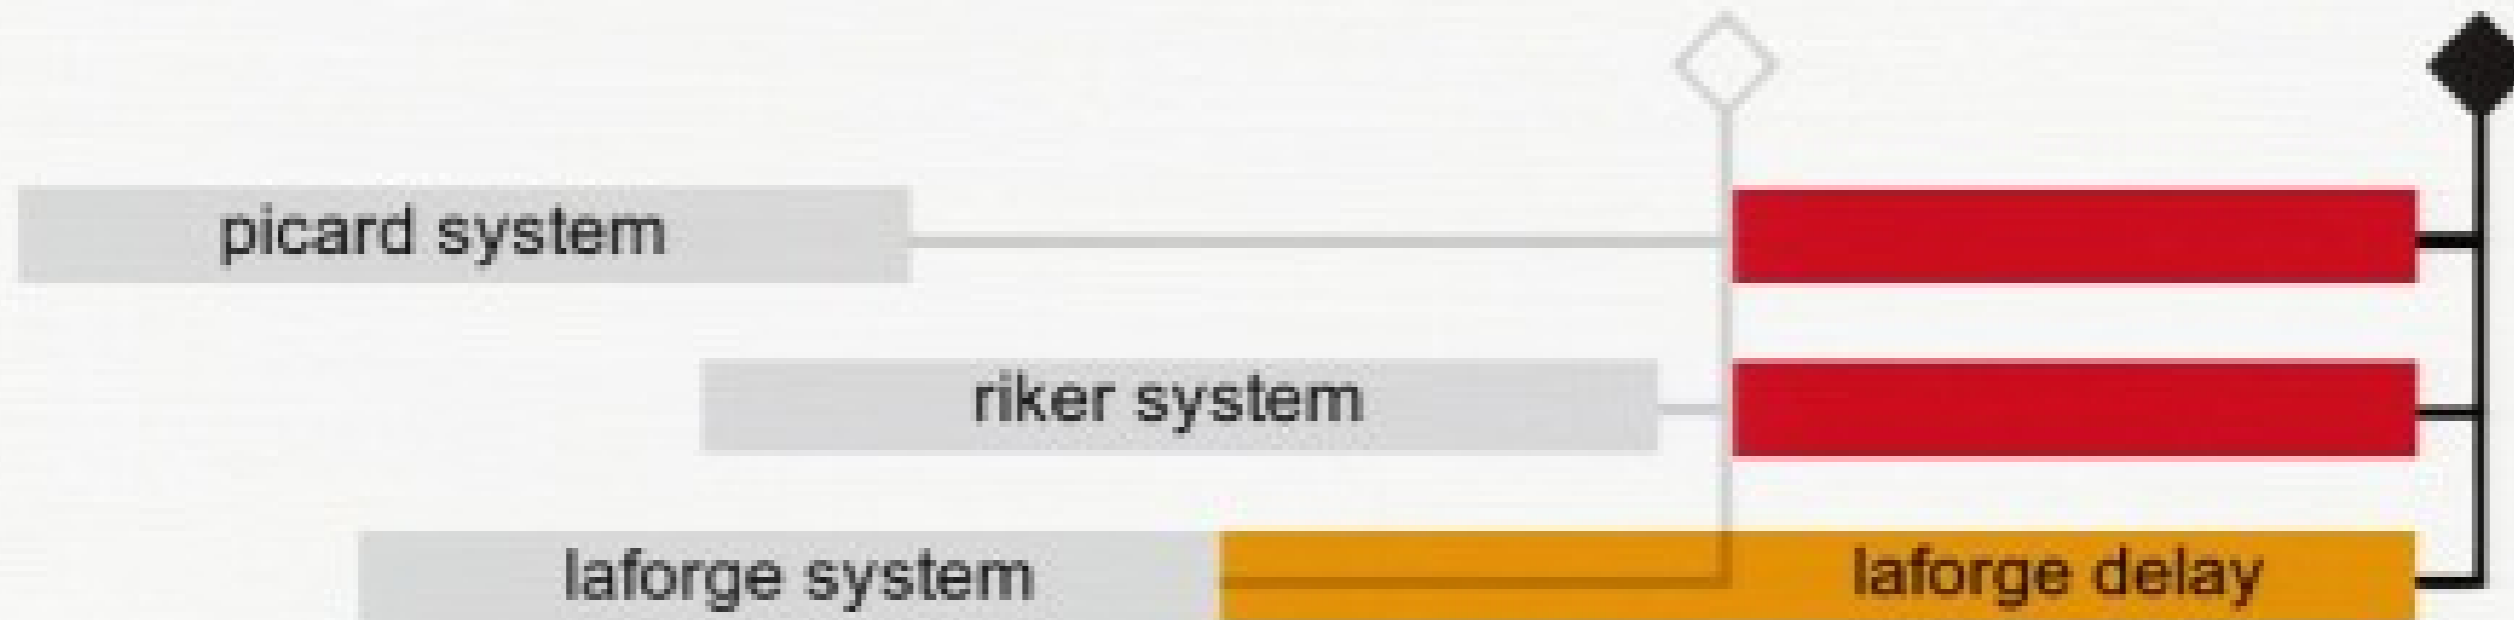 picard system
riker system
laforge system
laforge delay